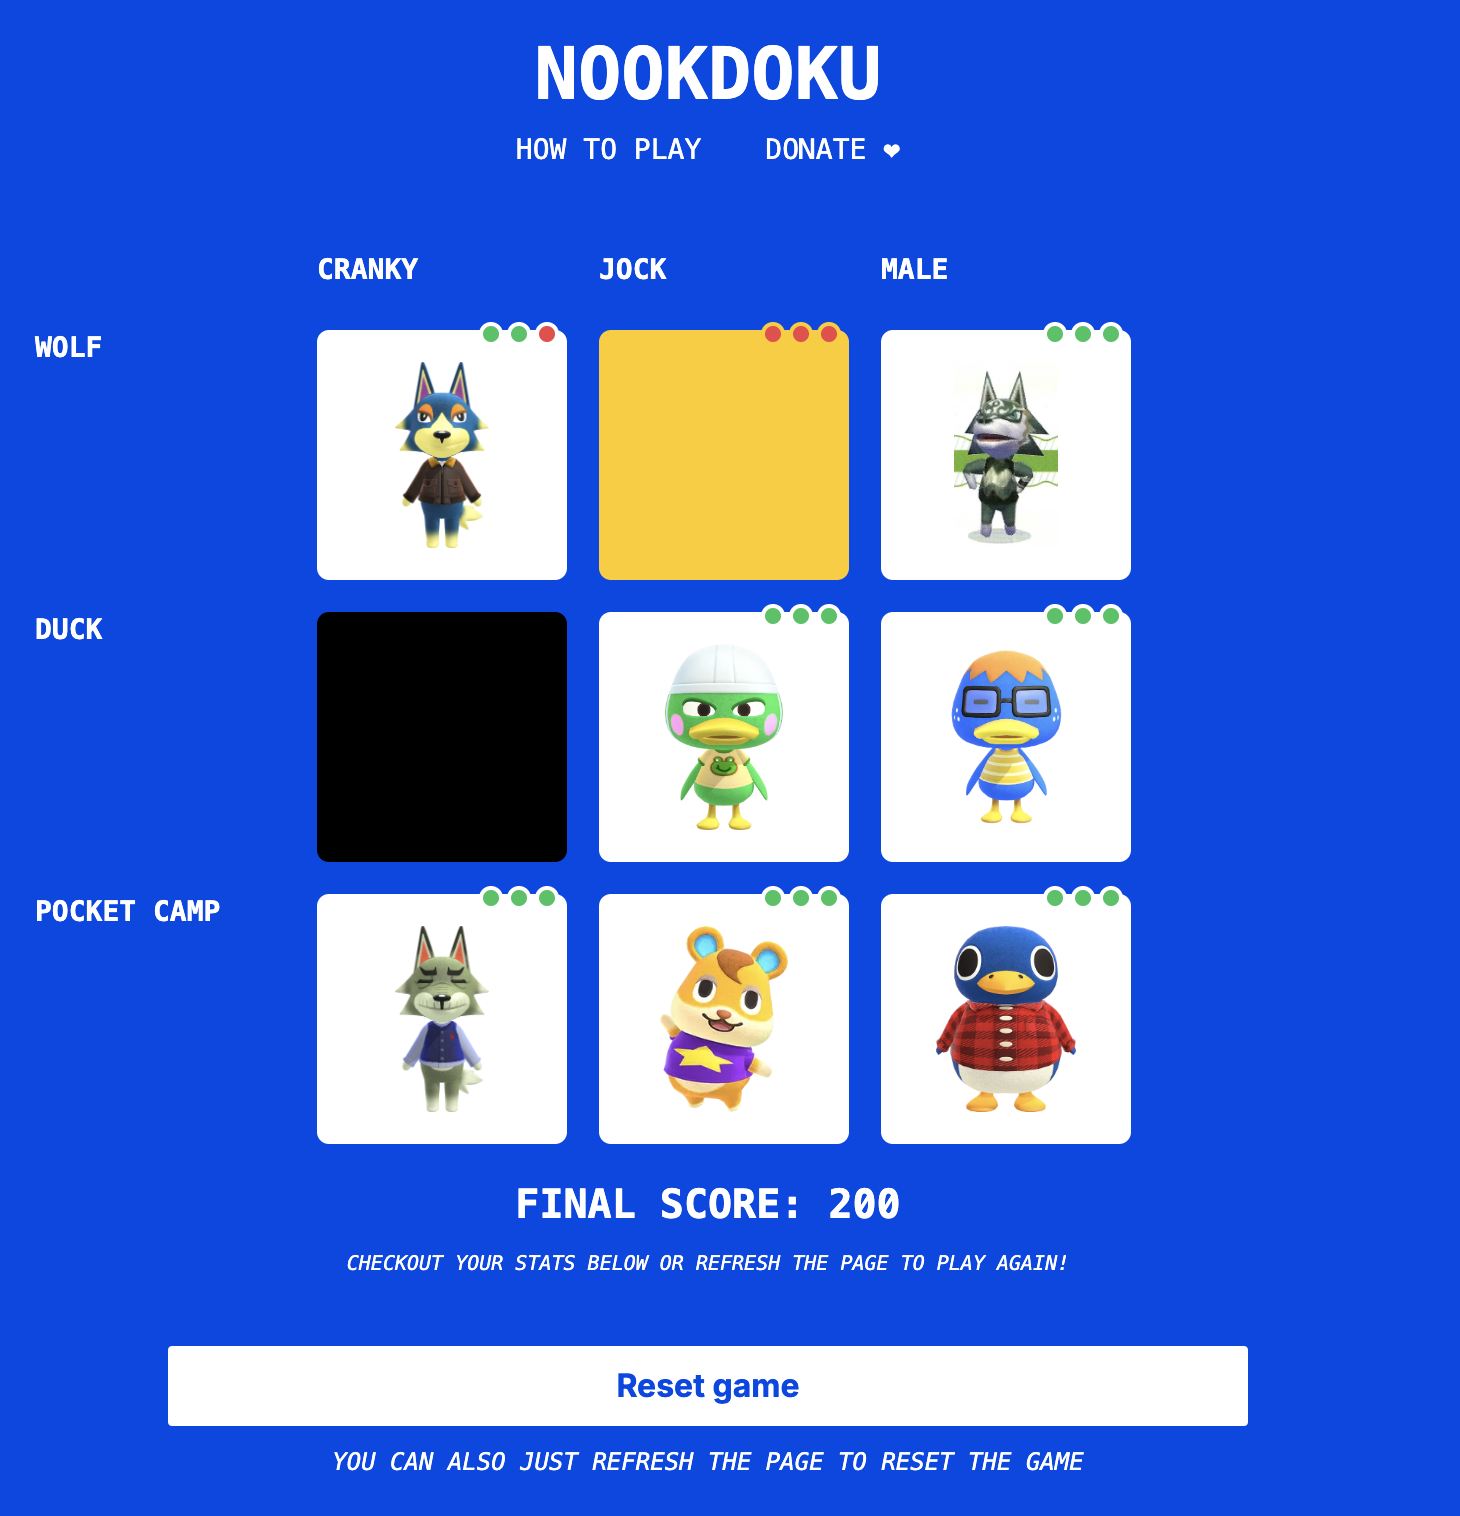 NOOKDOKU
HOW TO PLAY DONATE ❤
CRANKY JOCK MALE
WOLF
DUCK
POCKET CAMP
FINAL SCORE: 200
CHECKOUT YOUR STATS BELOW OR REFRESH THE PAGE TO PLAY AGAIN!
Reset game
YOU CAN ALSO JUST REFRESH THE PAGE TO RESET THE GAME